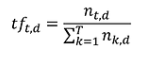 tf_{t,d} = \frac{n_{t,d}}{\sum_{k=1}^{T} n_{k,d}}